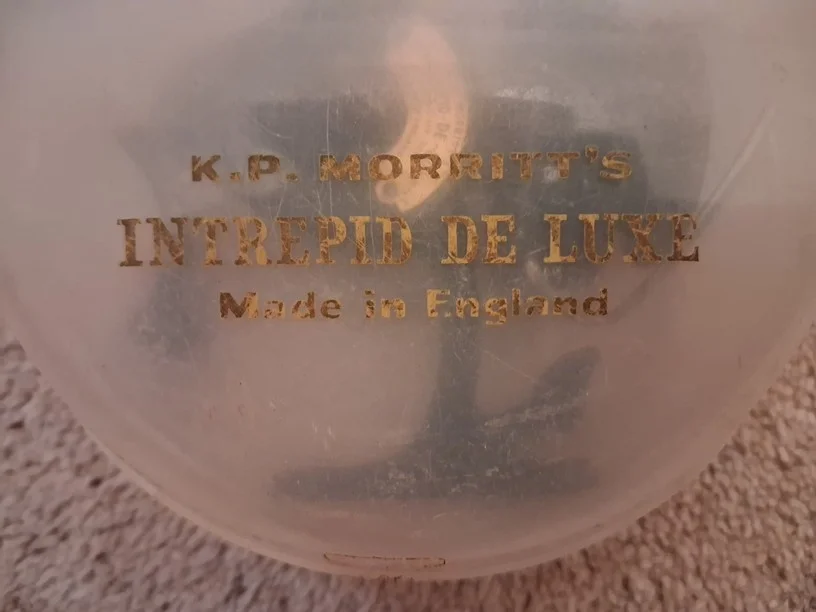 K.P. MORRITT'S
INTREPID DE LUXE
Made in England